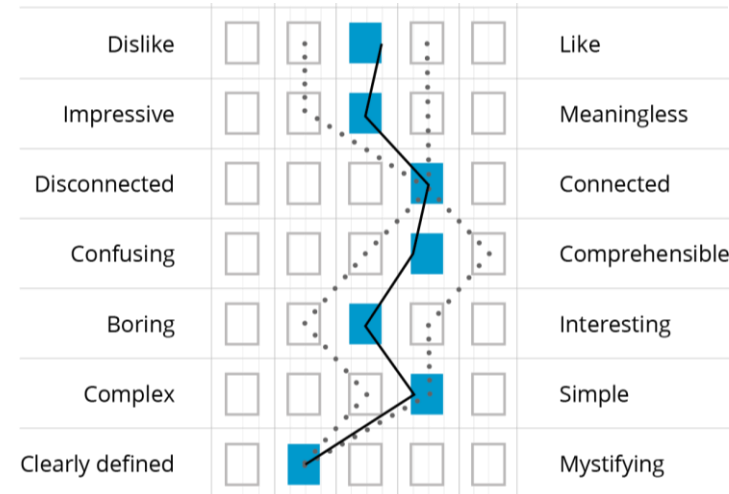 Dislike Like
Impressive Meaningless
Disconnected Connected
Confusing Comprehensible
Boring Interesting
Complex Simple
Clearly defined Mystifying